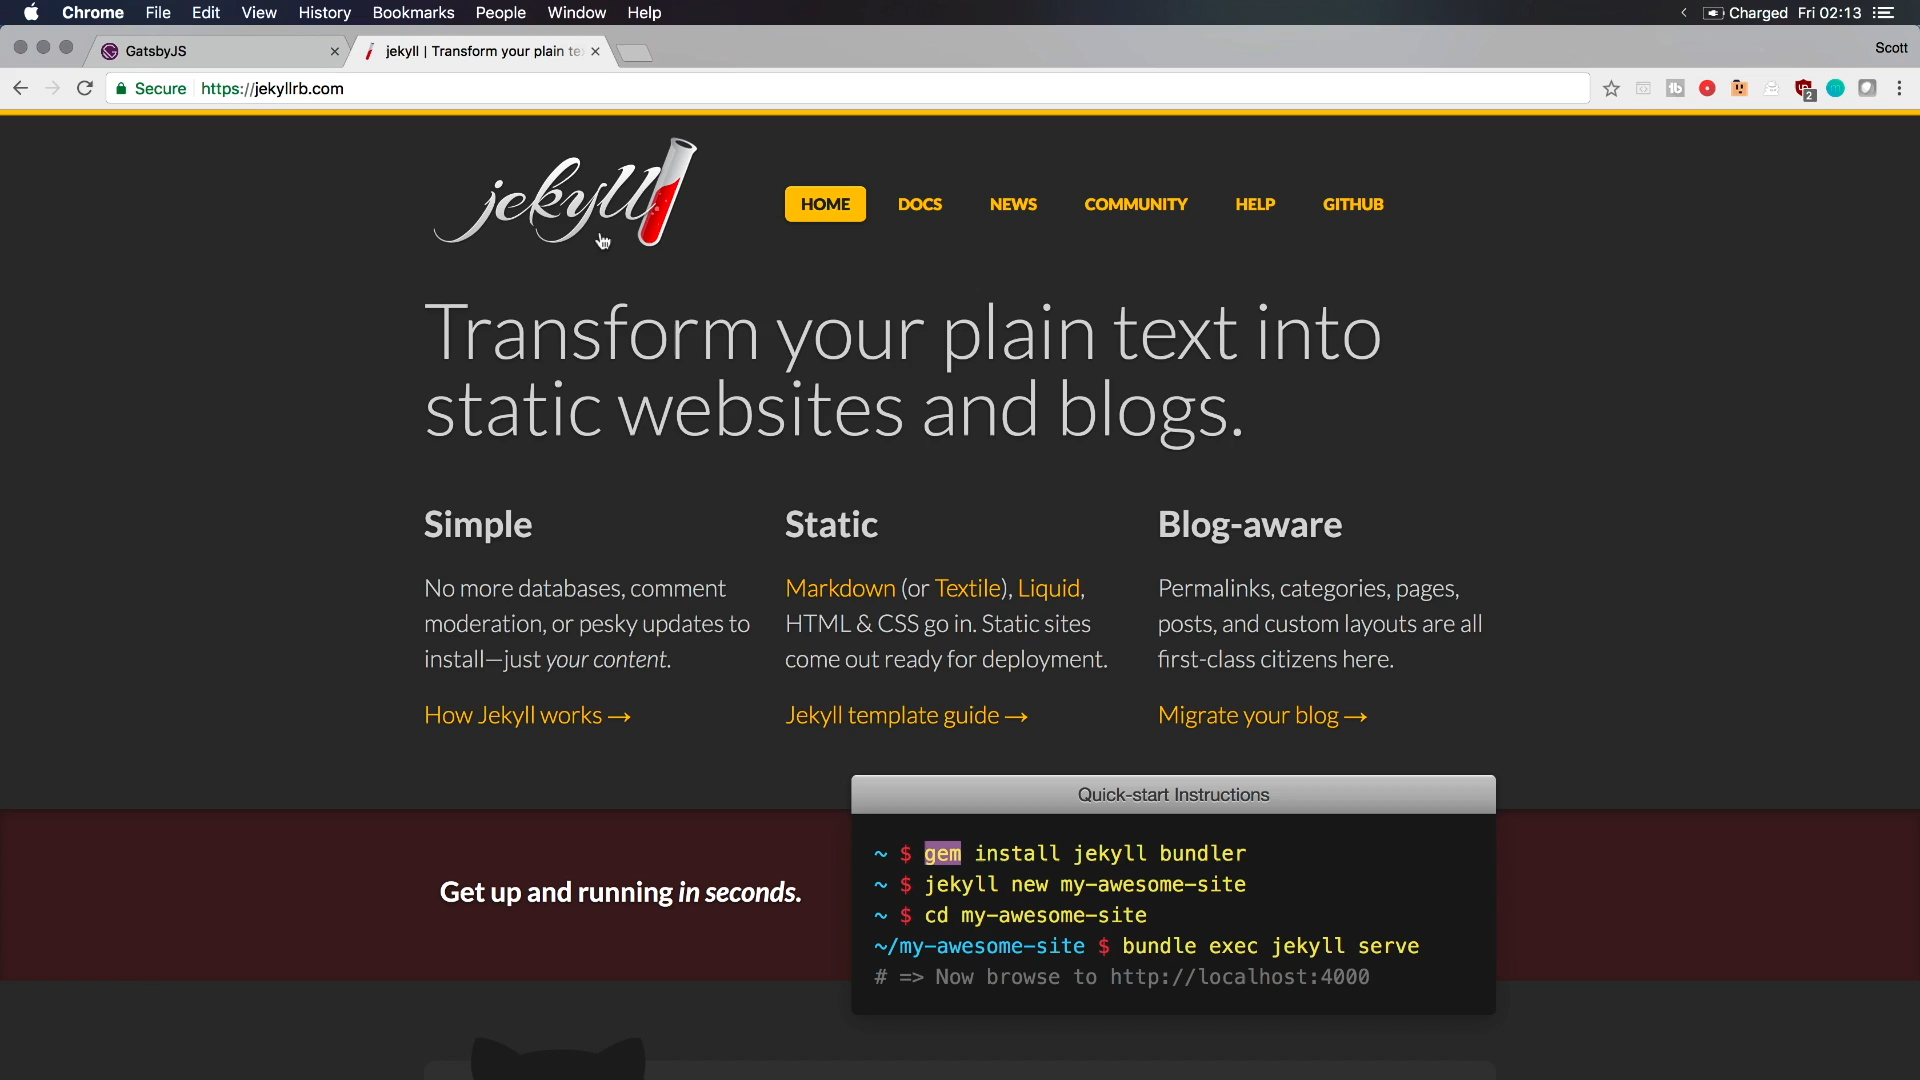 Chrome File Edit View History Bookmarks People Window Help
Charged Fri 02:13
GatsbyJS
jekyll | Transform your plain te
Scott
Secure https://jekyllrb.com
1b
2
jekyll
HOME DOCS NEWS COMMUNITY HELP GITHUB
Transform your plain text into
static websites and blogs.
Simple
No more databases, comment
moderation, or pesky updates to
install—just your content.
How Jekyll works →
Static
Markdown (or Textile), Liquid,
HTML & CSS go in. Static sites
come out ready for deployment.
Jekyll template guide →
Blog-aware
Permalinks, categories, pages,
posts, and custom layouts are all
first-class citizens here.
Migrate your blog →
Get up and running in seconds.
Quick-start Instructions
~ $ gem install jekyll bundler
~ $ jekyll new my-awesome-site
~ $ cd my-awesome-site
~/my-awesome-site $ bundle exec jekyll serve
# => Now browse to http://localhost:4000